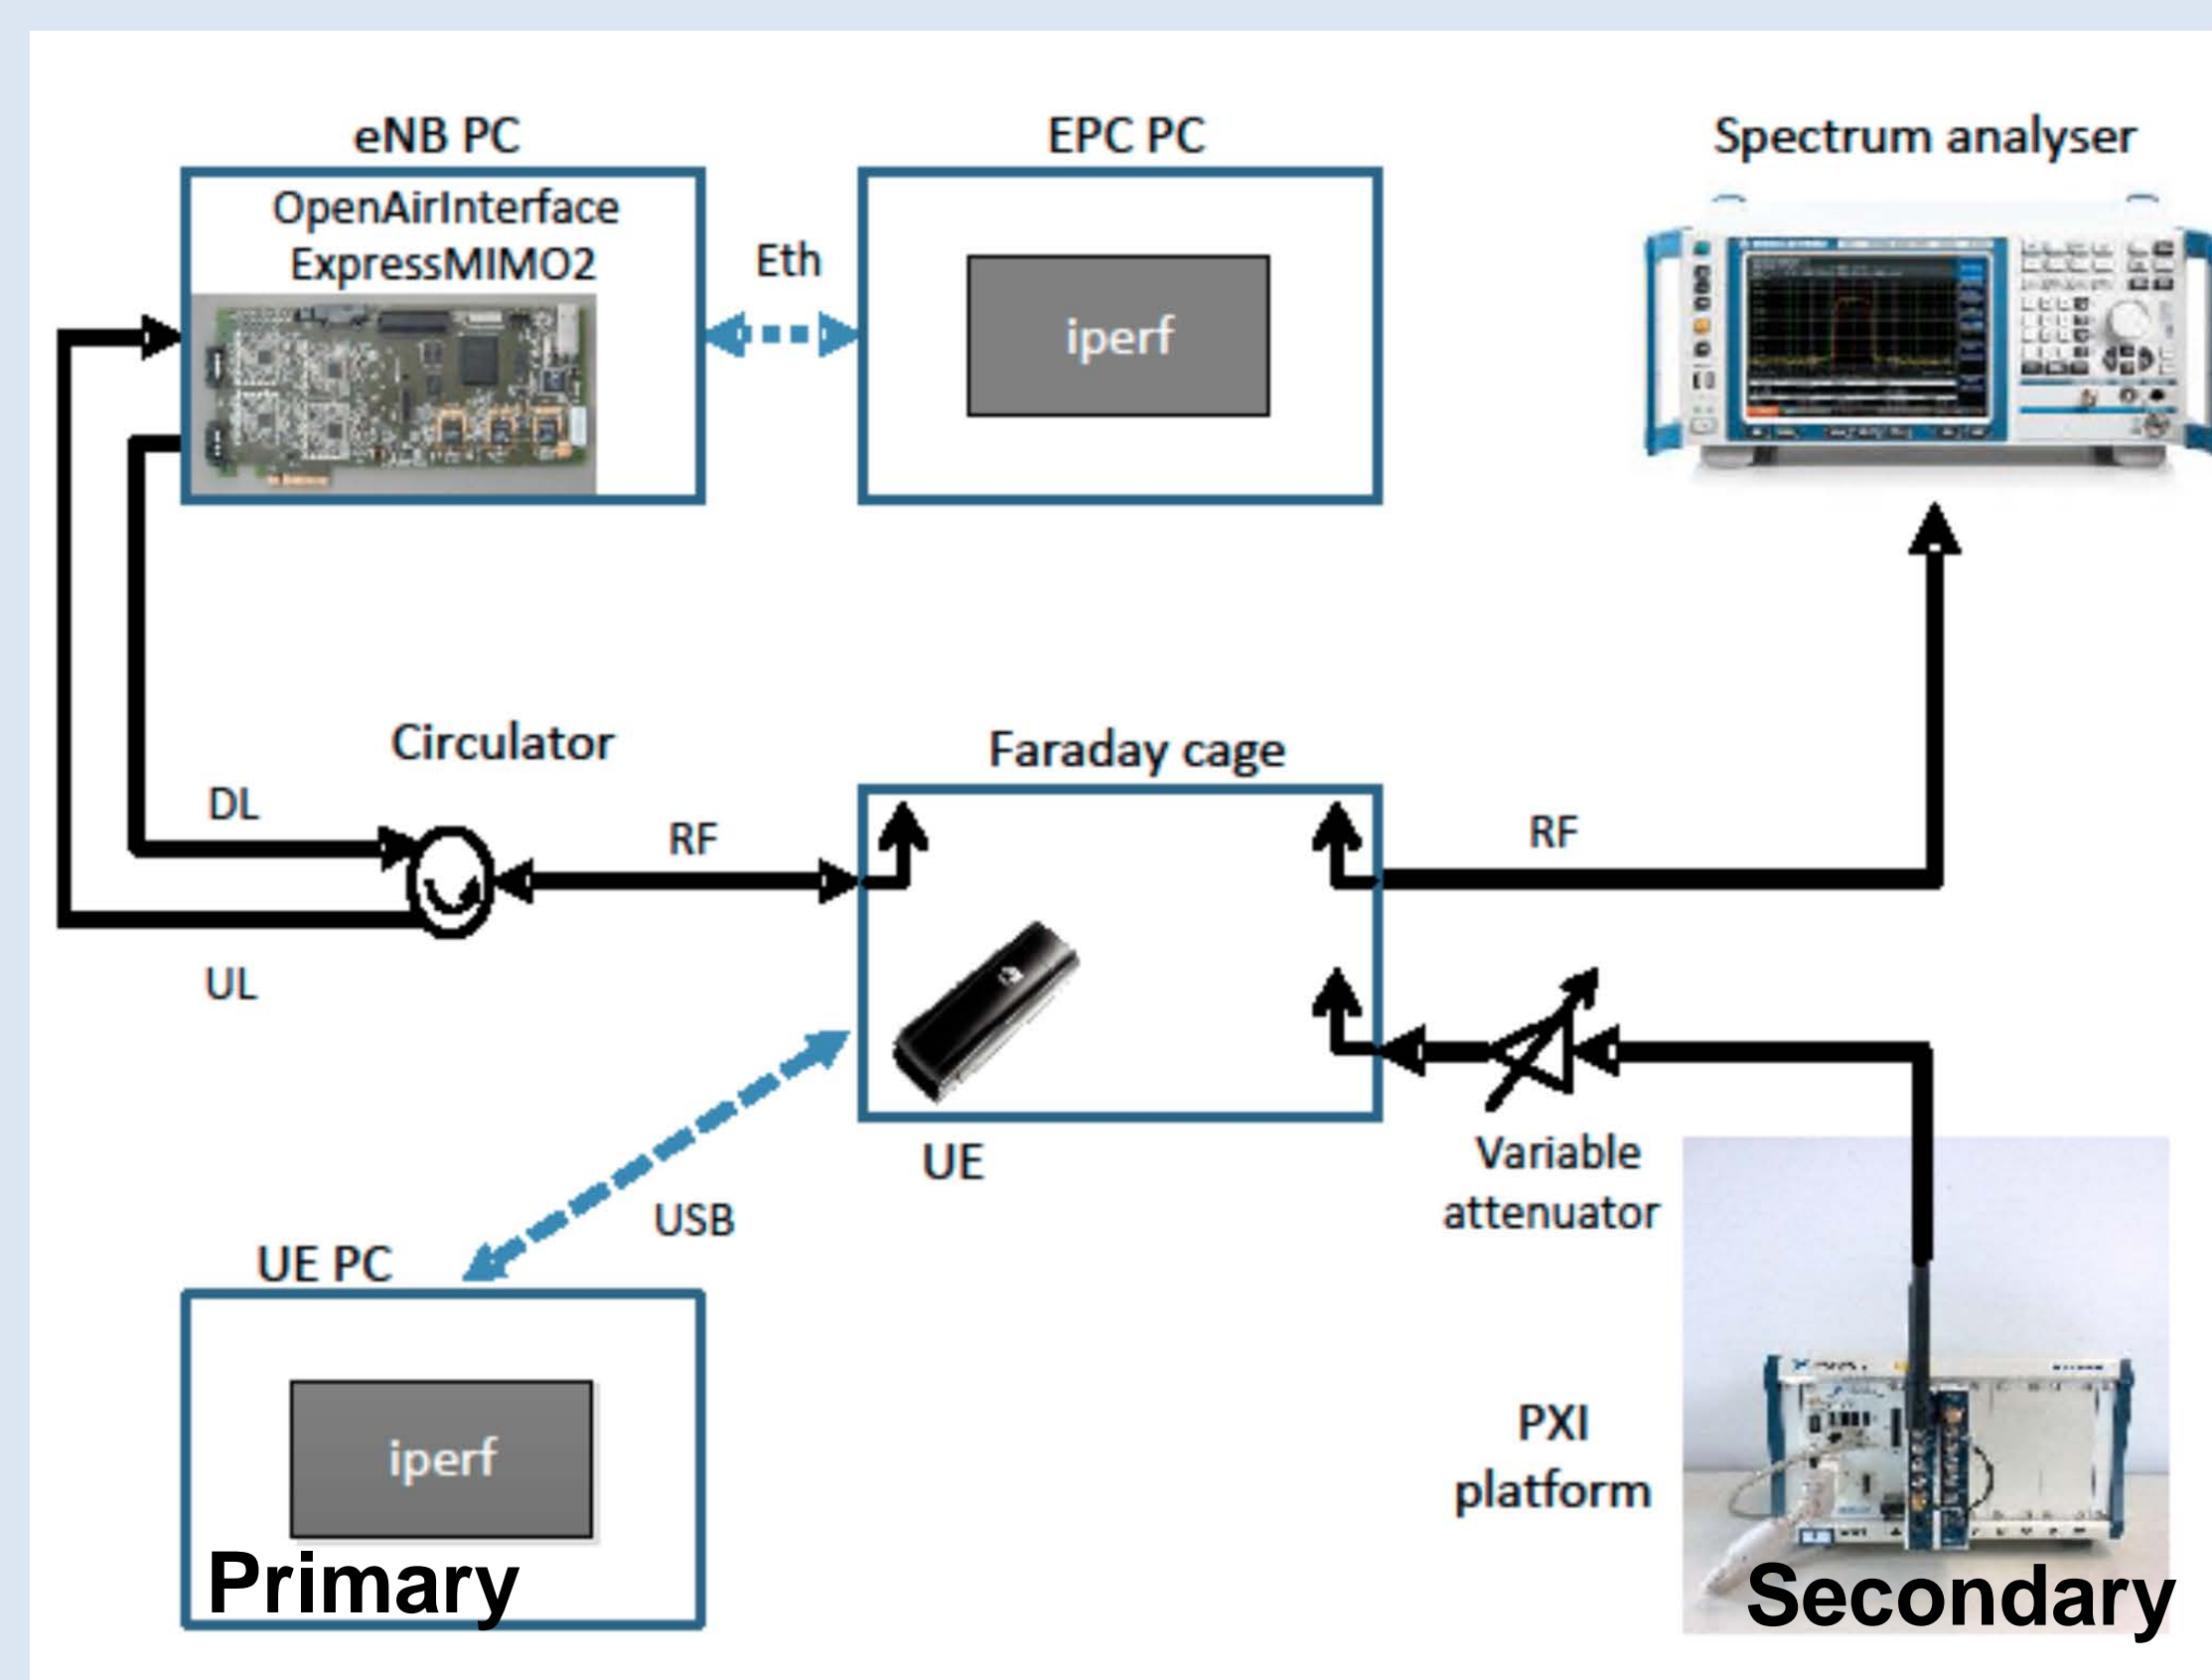 eNB PC
EPC PC
Spectrum analyser
OpenAirInterface
ExpressMIMO2
Eth
iperf
Circulator
Faraday cage
DL
RF
RF
UL
UE
Variable
attenuator
USB
UE PC
iperf
PXI
platform
Primary
Secondary